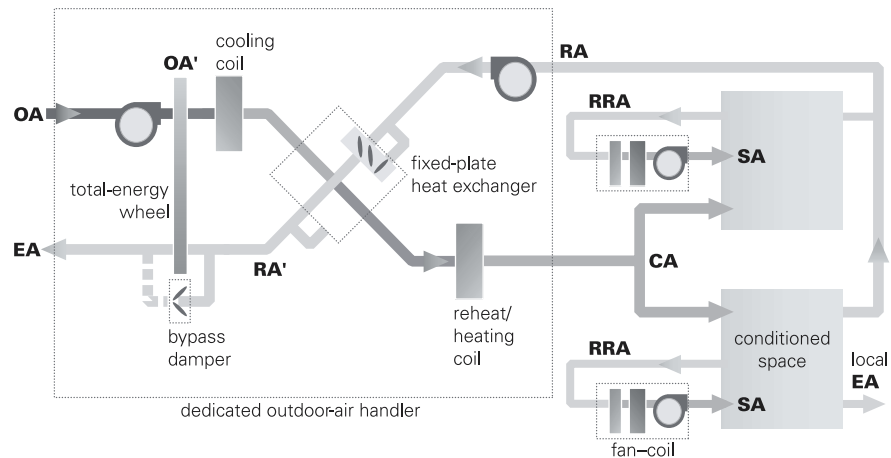 cooling
coil
OA'
OA
total-energy
wheel
EA
bypass
damper
RA'
fixed-plate
heat exchanger
reheat/
heating
coil
dedicated outdoor-air handler
RA
RRA
SA
CA
RRA
SA
fan–coil
conditioned
space
local
EA